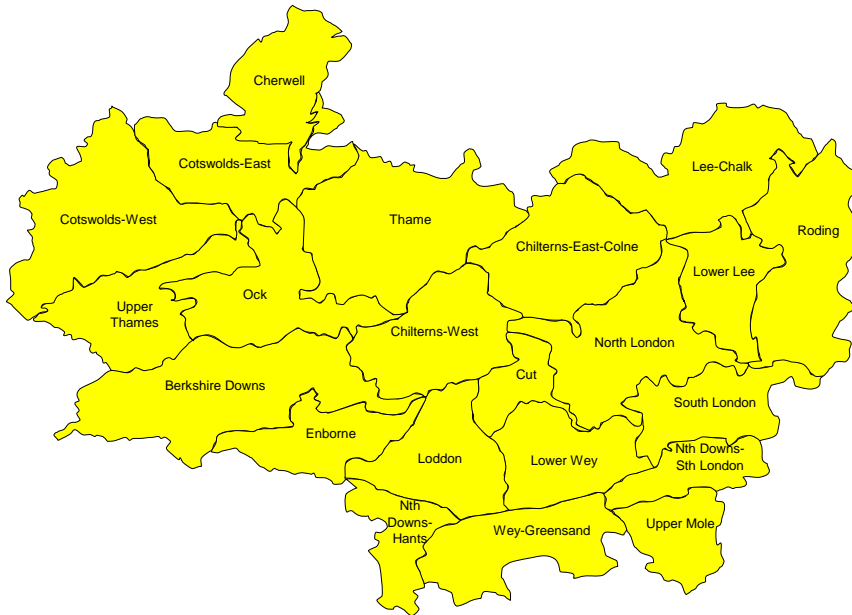 Cherwell
Cotswolds-East
Lee-Chalk
Cotswolds-West
Thame
Roding
Chilterns-East-Colne
Lower Lee
Upper
Thames
Ock
Chilterns-West
North London
Cut
Berkshire Downs
South London
Enborne
Loddon
Lower Wey
Nth Downs-
Sth London
Nth
Downs-
Hants
Wey-Greensand
Upper Mole